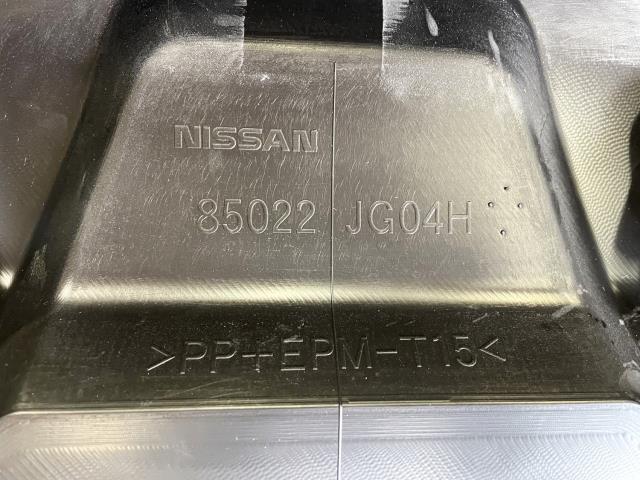 NISSAN
85022 JG04H
>PP+EPM-T15<